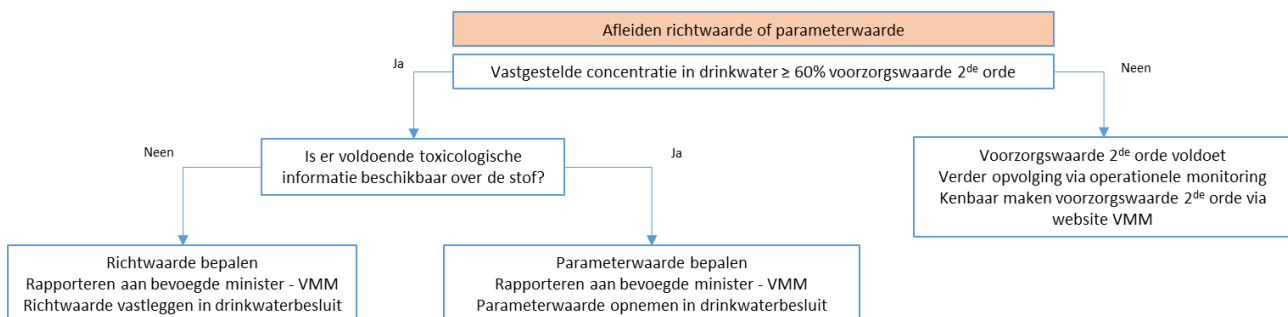 Afleiden richtwaarde of parameterwaarde
Vastgestelde concentratie in drinkwater ≥ 60% voorzorgswaarde 2de orde
Ja
Neen
Is er voldoende toxicologische
informatie beschikbaar over de stof?
Neen
Ja
Voorzorgswaarde 2de orde voldoet
Verder opvolging via operationele monitoring
Kenbaar maken voorzorgswaarde 2de orde via
website VMM
Richtwaarde bepalen
Rapporteren aan bevoegde minister - VMM
Richtwaarde vastleggen in drinkwaterbesluit
Parameterwaarde bepalen
Rapporteren aan bevoegde minister - VMM
Parameterwaarde opnemen in drinkwaterbesluit